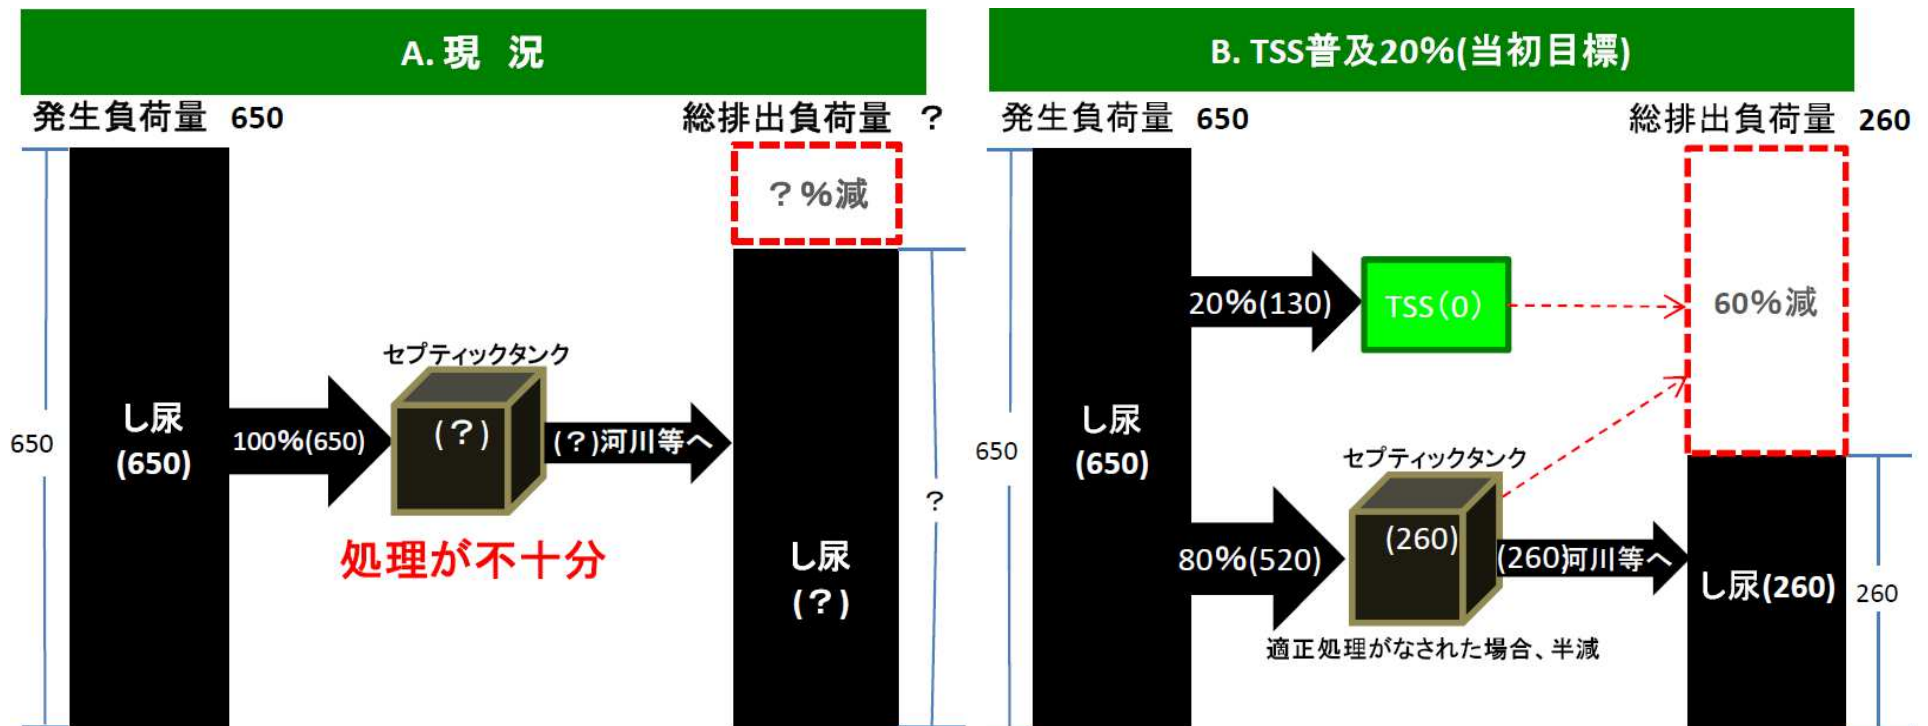 A. 現 況
発生負荷量 650
総排出負荷量 ?
?%減
650
し尿
(650)
100%(650)
セプティックタンク
(?)
(?)河川等へ
処理が不十分
し尿
(?)
?
B. TSS普及20%(当初目標)
発生負荷量 650
総排出負荷量 260
650
し尿
(650)
20%(130)
TSS(0)
60%減
80%(520)
セプティックタンク
(260)
(260)河川等へ
適正処理がなされた場合、半減
し尿(260)
260